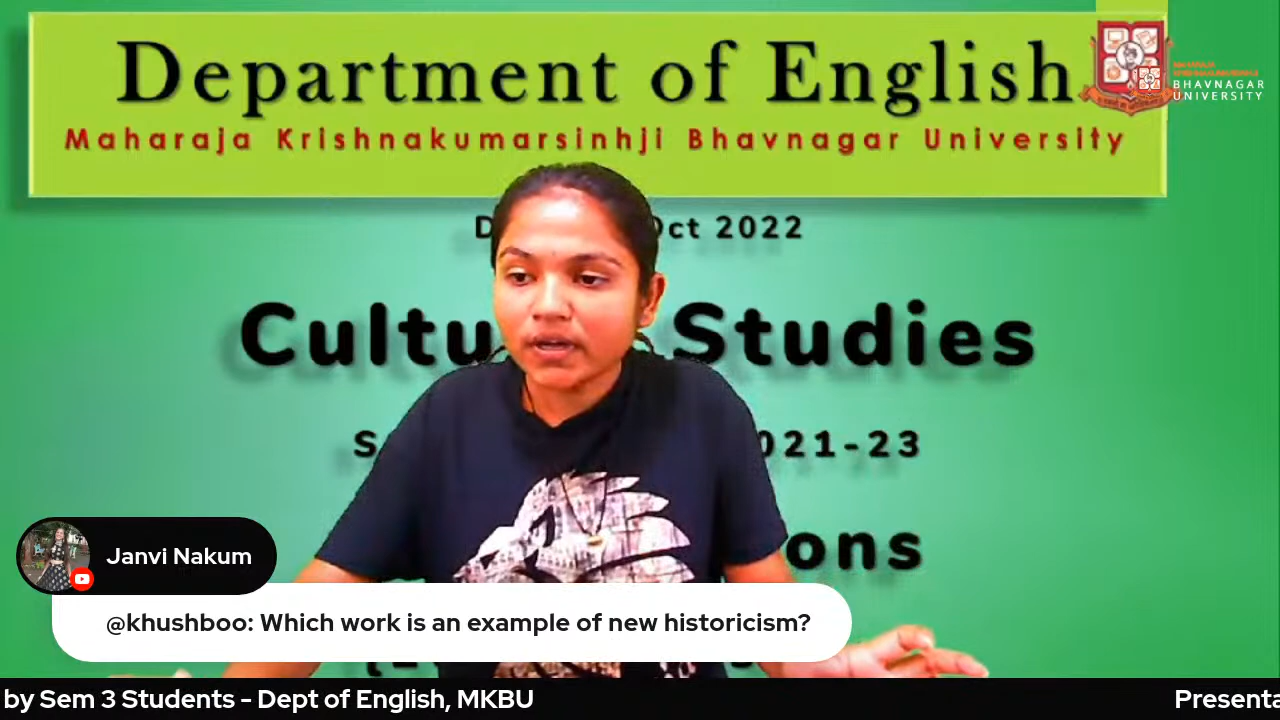 Department of English
Maharaja Krishnakumarsinhji Bhavnagar University
BHAVNAGAR
UNIVERSITY
Oct 2022
Cultu Studies
021-23
ons
Janvi Nakum
@khushboo: Which work is an example of new historicism?
by Sem 3 Students - Dept of English, MKBU
Presenta